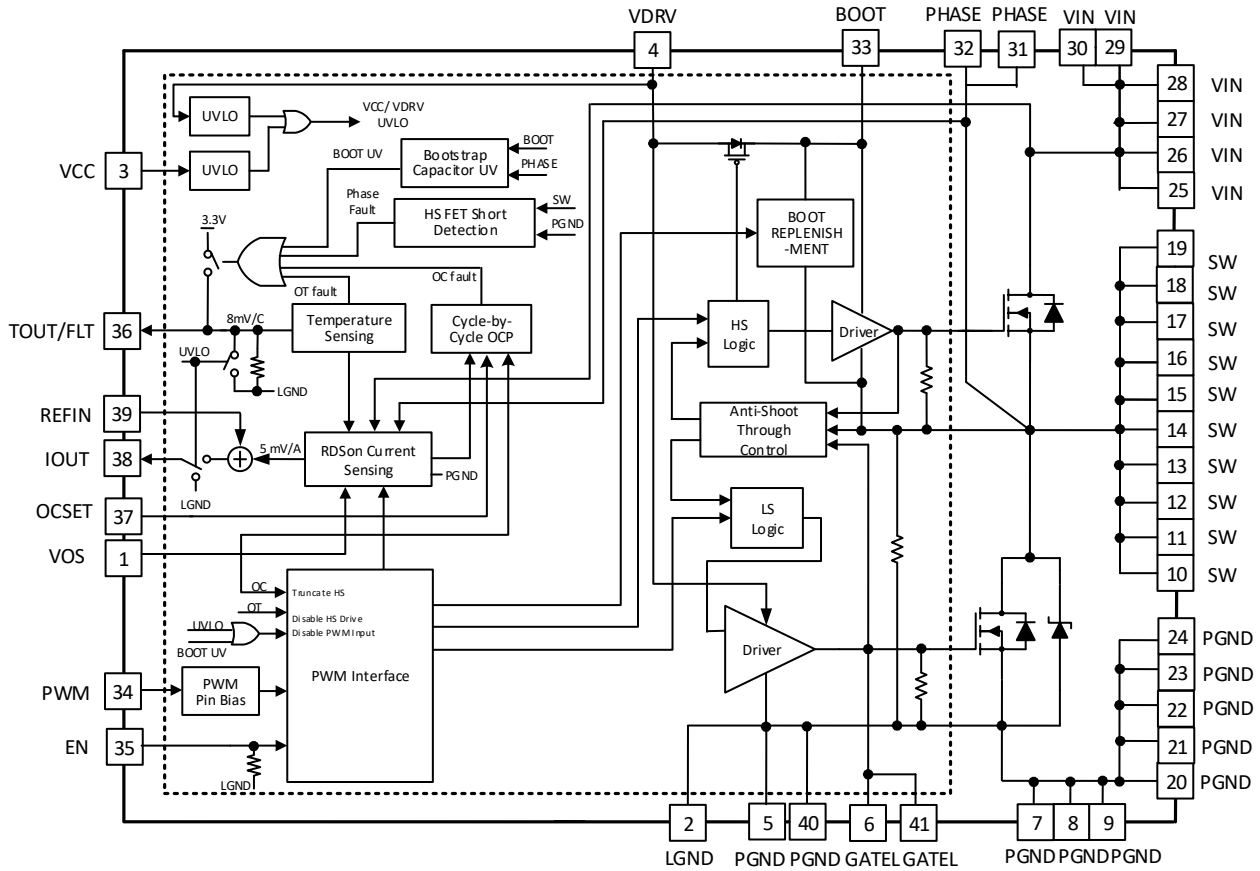 VDRV
BOOT
PHASE
PHASE
VIN
VIN
4
33
32
31
30
29
28
VIN
27
VIN
26
VIN
25
VIN
UVLO
VCC/ VDRV
UVLO
UVLO
VCC
3
BOOT UV
Bootstrap
Capacitor UV
BOOT
PHASE
Phase
Fault
HS FET Short
Detection
SW
PGND
3.3V
BOOT
REPLENISH
-MENT
OC fault
OT fault
TOUT/FLT
36
8mV/C
Temperature
Sensing
Cycle-by-
Cycle OCP
HS
Logic
Driver
UVLO
LGND
REFIN
39
IOUT
38
5 mV/A
RDSon Current
Sensing
PGND
LGND
Anti-Shoot
Through
Control
OCSET
37
VOS
1
LS
Logic
OC
Truncate HS
OT
Disable HS Drive
UVLO
Disable PWM Input
BOOT UV
PWM Interface
Driver
PWM
34
PWM
Pin Bias
EN
35
LGND
19
SW
18
SW
17
SW
16
SW
15
SW
14
SW
13
SW
12
SW
11
SW
10
SW
24
PGND
23
PGND
22
PGND
21
PGND
20
PGND
2
5
40
6
41
7
8
9
LGND
PGND
PGND
GATEL
GATEL
PGND
PGND
PGND